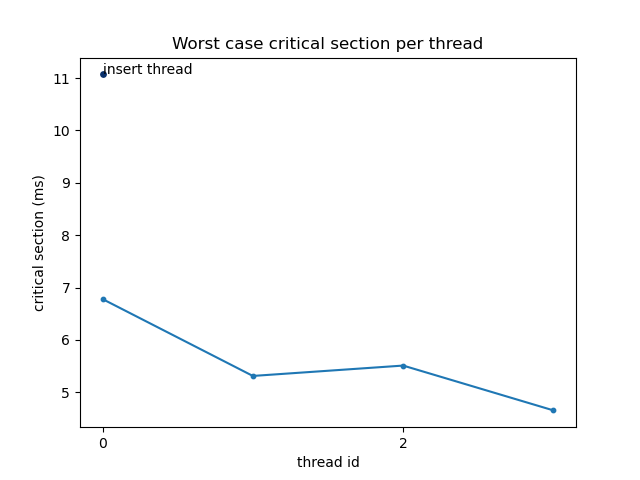 Worst case critical section per thread
insert thread
11
10
9
8
7
6
5
critical section (ms)
0
2
thread id